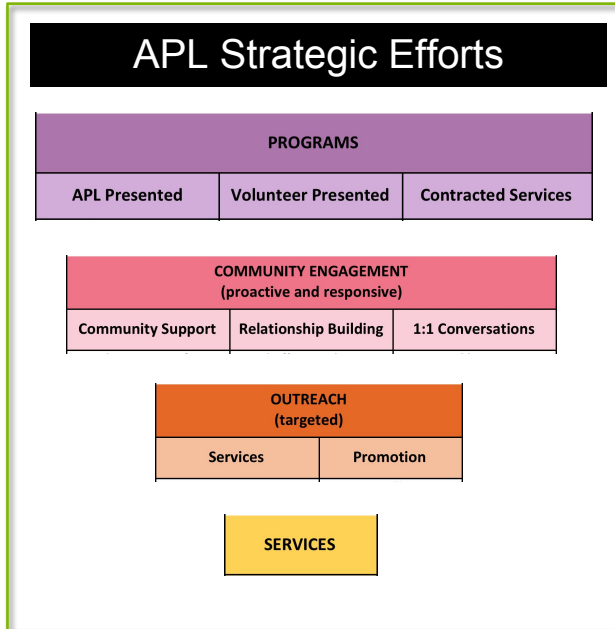 APL Strategic Efforts
PROGRAMS
APL Presented
Volunteer Presented
Contracted Services
COMMUNITY ENGAGEMENT
(proactive and responsive)
Community Support
Relationship Building
1:1 Conversations
OUTREACH
(targeted)
Services
Promotion
SERVICES